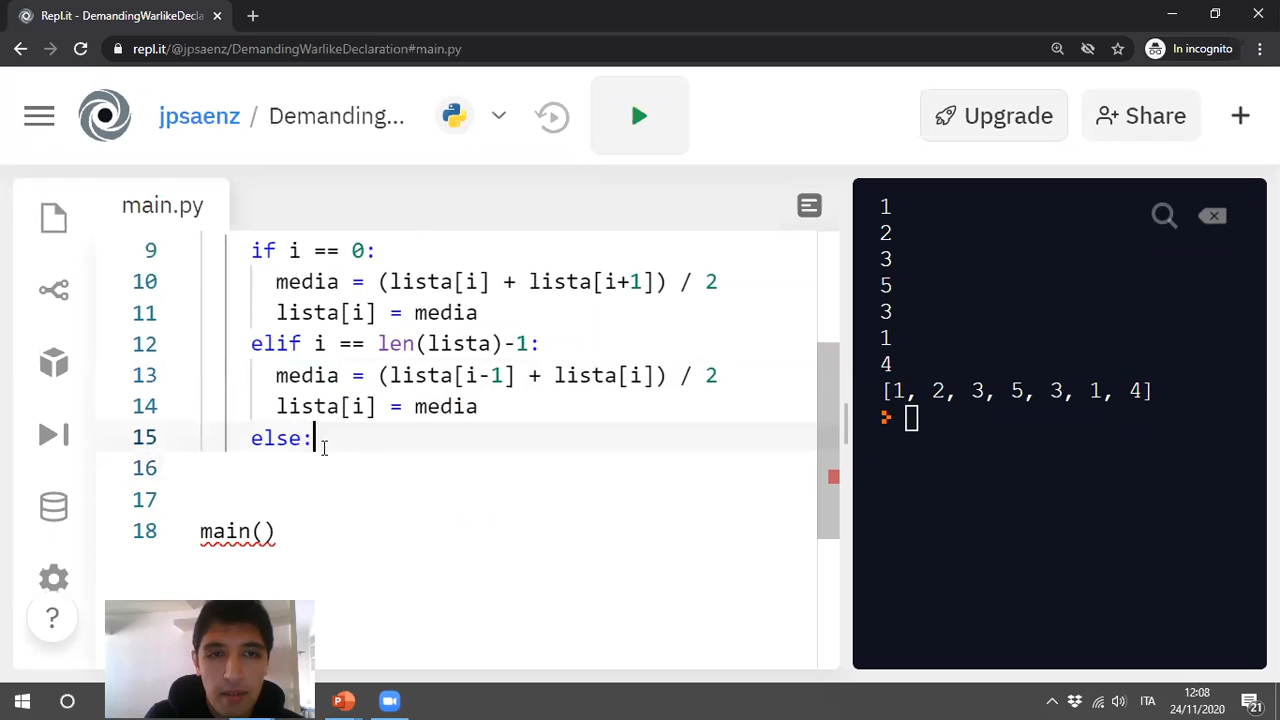 Repl.it - DemandingWarlikeDeclaration
repl.it/@jpsaenz/DemandingWarlikeDeclaration#main.py
In incognito
jpsaenz / Demanding...
Upgrade
Share
main.py
9 if i == 0:
10 media = (lista[i] + lista[i+1]) / 2
11 lista[i] = media
12 elif i == len(lista)-1:
13 media = (lista[i-1] + lista[i]) / 2
14 lista[i] = media
15 else:
16
17
18 main()
1
2
3
5
3
1
4
[1, 2, 3, 5, 3, 1, 4]
?
ITA
12:08
24/11/2020
21